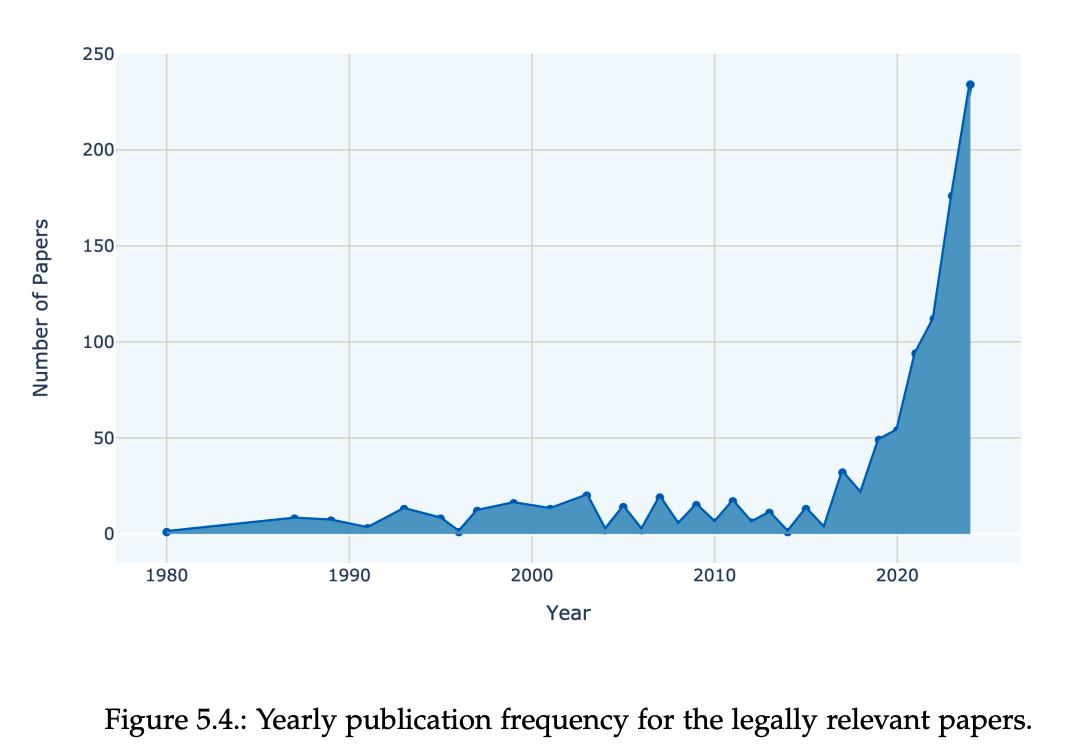 250
200
150
100
50
0
Number of Papers
1980 1990 2000 2010 2020
Year
Figure 5.4.: Yearly publication frequency for the legally relevant papers.